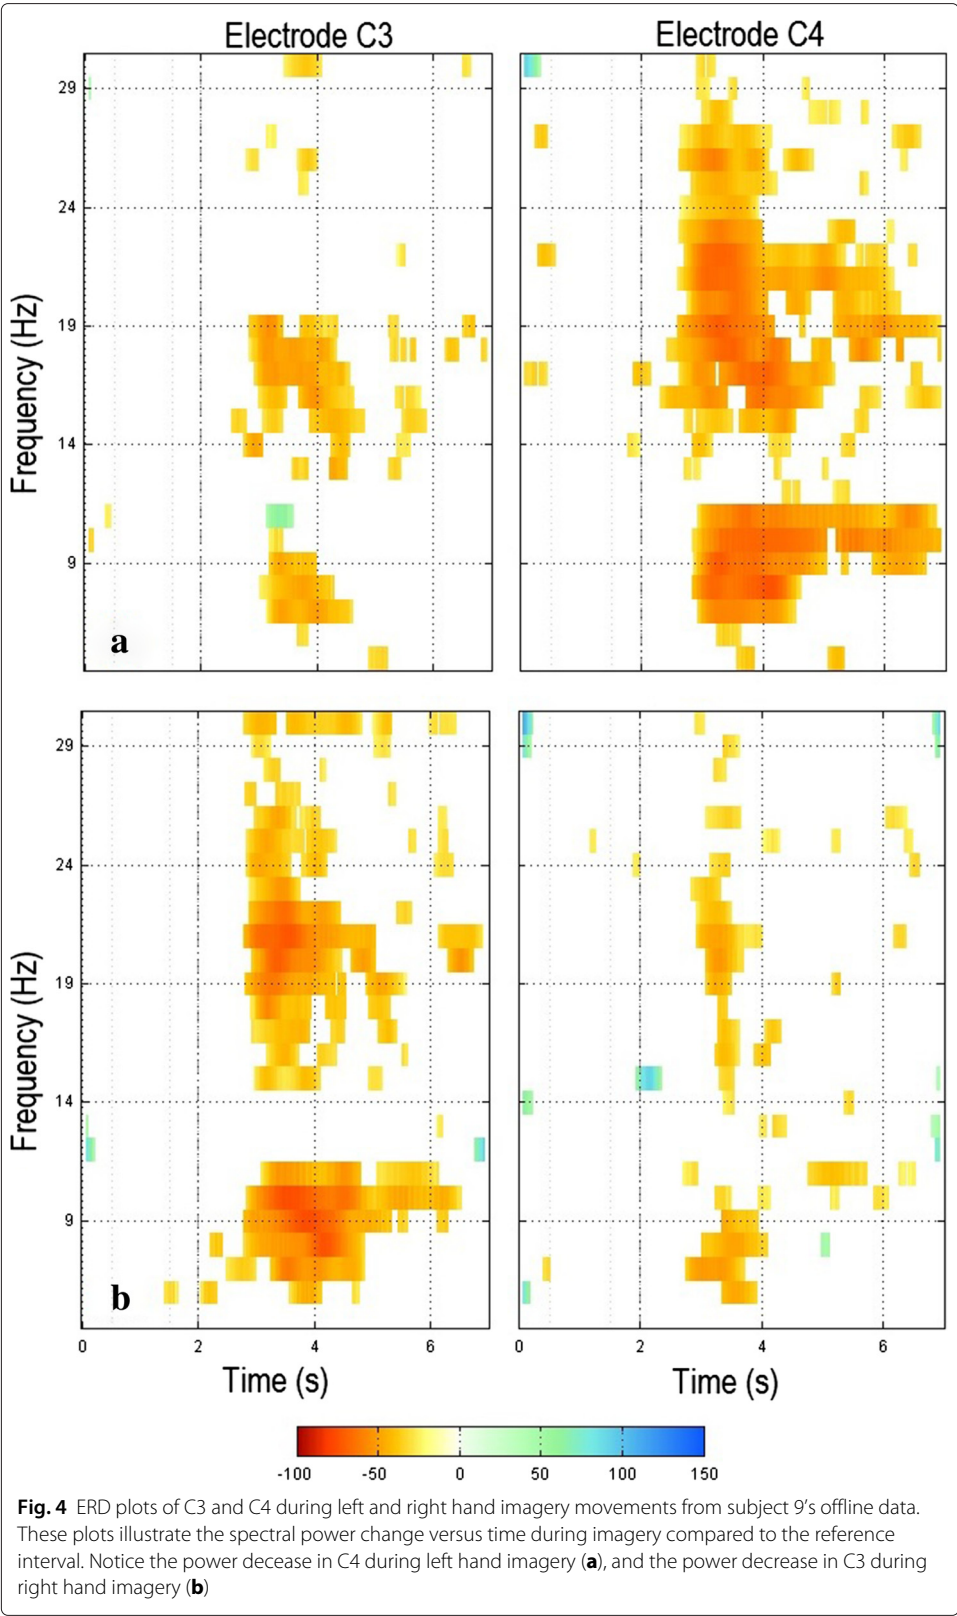 Electrode C3
Electrode C4
29
24
19
14
9
Frequency (Hz)
a
29
24
19
14
9
Frequency (Hz)
b
0 2 4 6
0 2 4 6
Time (s)
Time (s)
-100 -50 0 50 100 150
Fig. 4 ERD plots of C3 and C4 during left and right hand imagery movements from subject 9's offline data.
These plots illustrate the spectral power change versus time during imagery compared to the reference
interval. Notice the power decease in C4 during left hand imagery (a), and the power decrease in C3 during
right hand imagery (b)